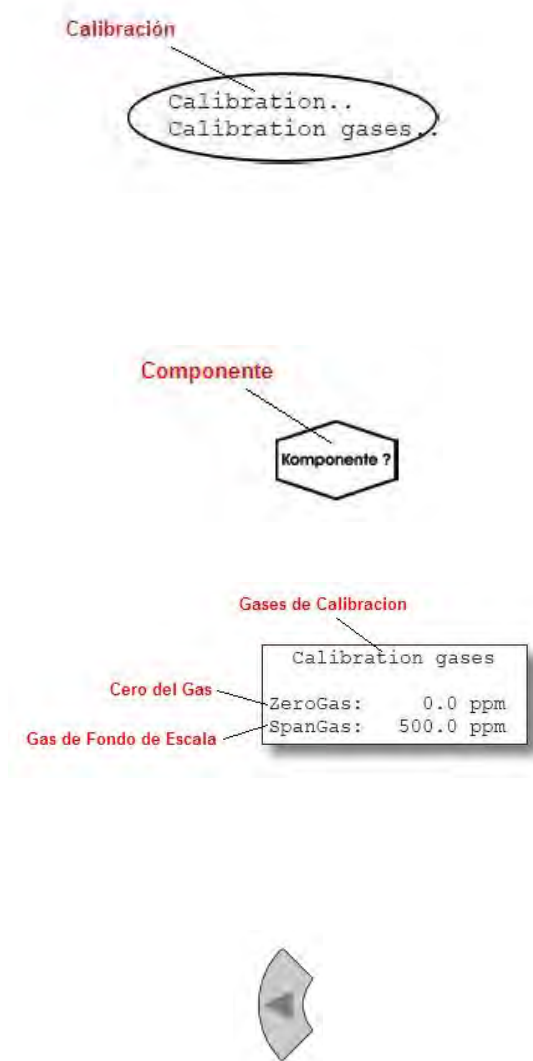 Calibración
Calibration..
Calibration gases..
Componente
Komponente ?
Gases de Calibracion
Calibration gases
Cero del Gas
ZeroGas: 0.0 ppm
Gas de Fondo de Escala
SpanGas: 500.0 ppm